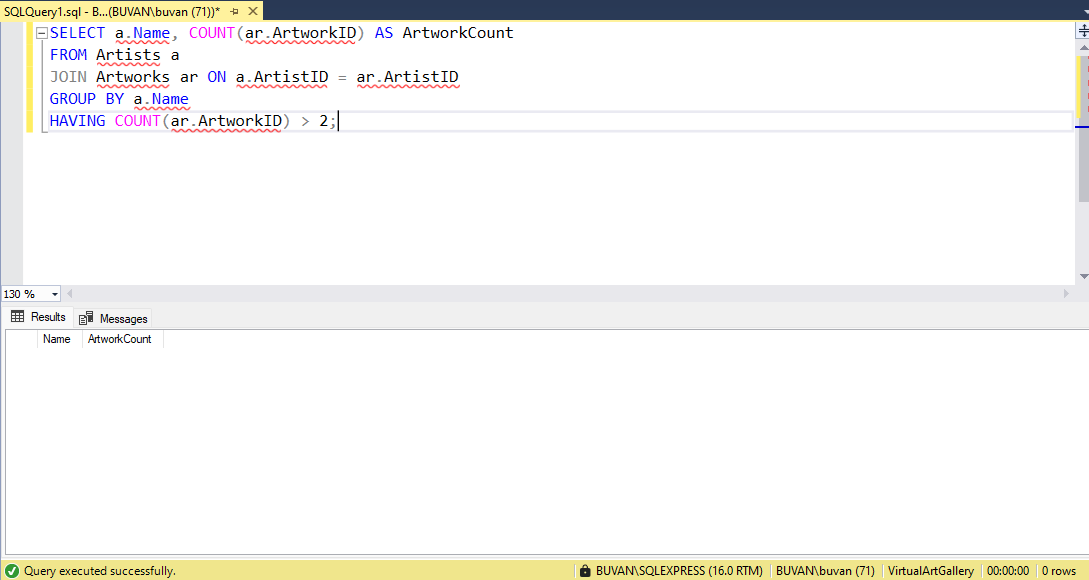 SQLQuery1.sql - B...(BUVAN\buvan (71))*
SELECT a.Name, COUNT(ar.ArtworkID) AS ArtworkCount
FROM Artists a
JOIN Artworks ar ON a.ArtistID = ar.ArtistID
GROUP BY a.Name
HAVING COUNT(ar.ArtworkID) > 2;
130 %
Results Messages
Name ArtworkCount
Query executed successfully. BUVAN\SQLEXPRESS (16.0 RTM) BUVAN\buvan (71) VirtualArtGallery 00:00:00 0 rows